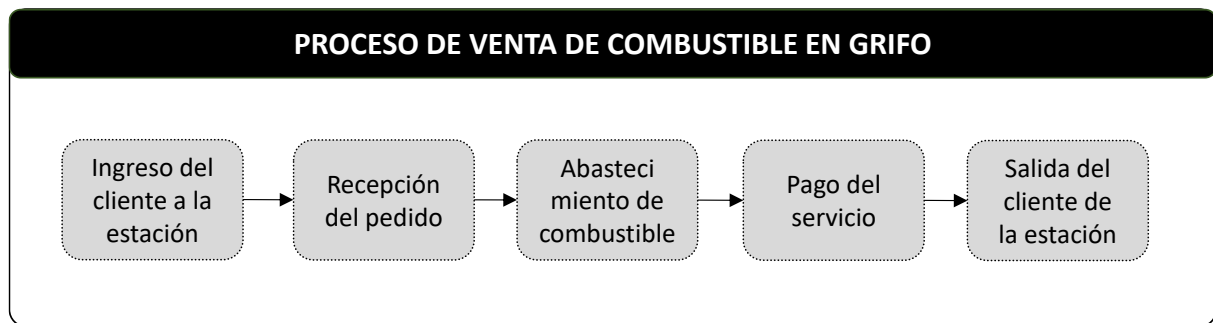 PROCESO DE VENTA DE COMBUSTIBLE EN GRIFO
Ingreso del
cliente a la
estación
Recepción
del pedido
Abasteci
miento de
combustible
Pago del
servicio
Salida del
cliente de
la estación